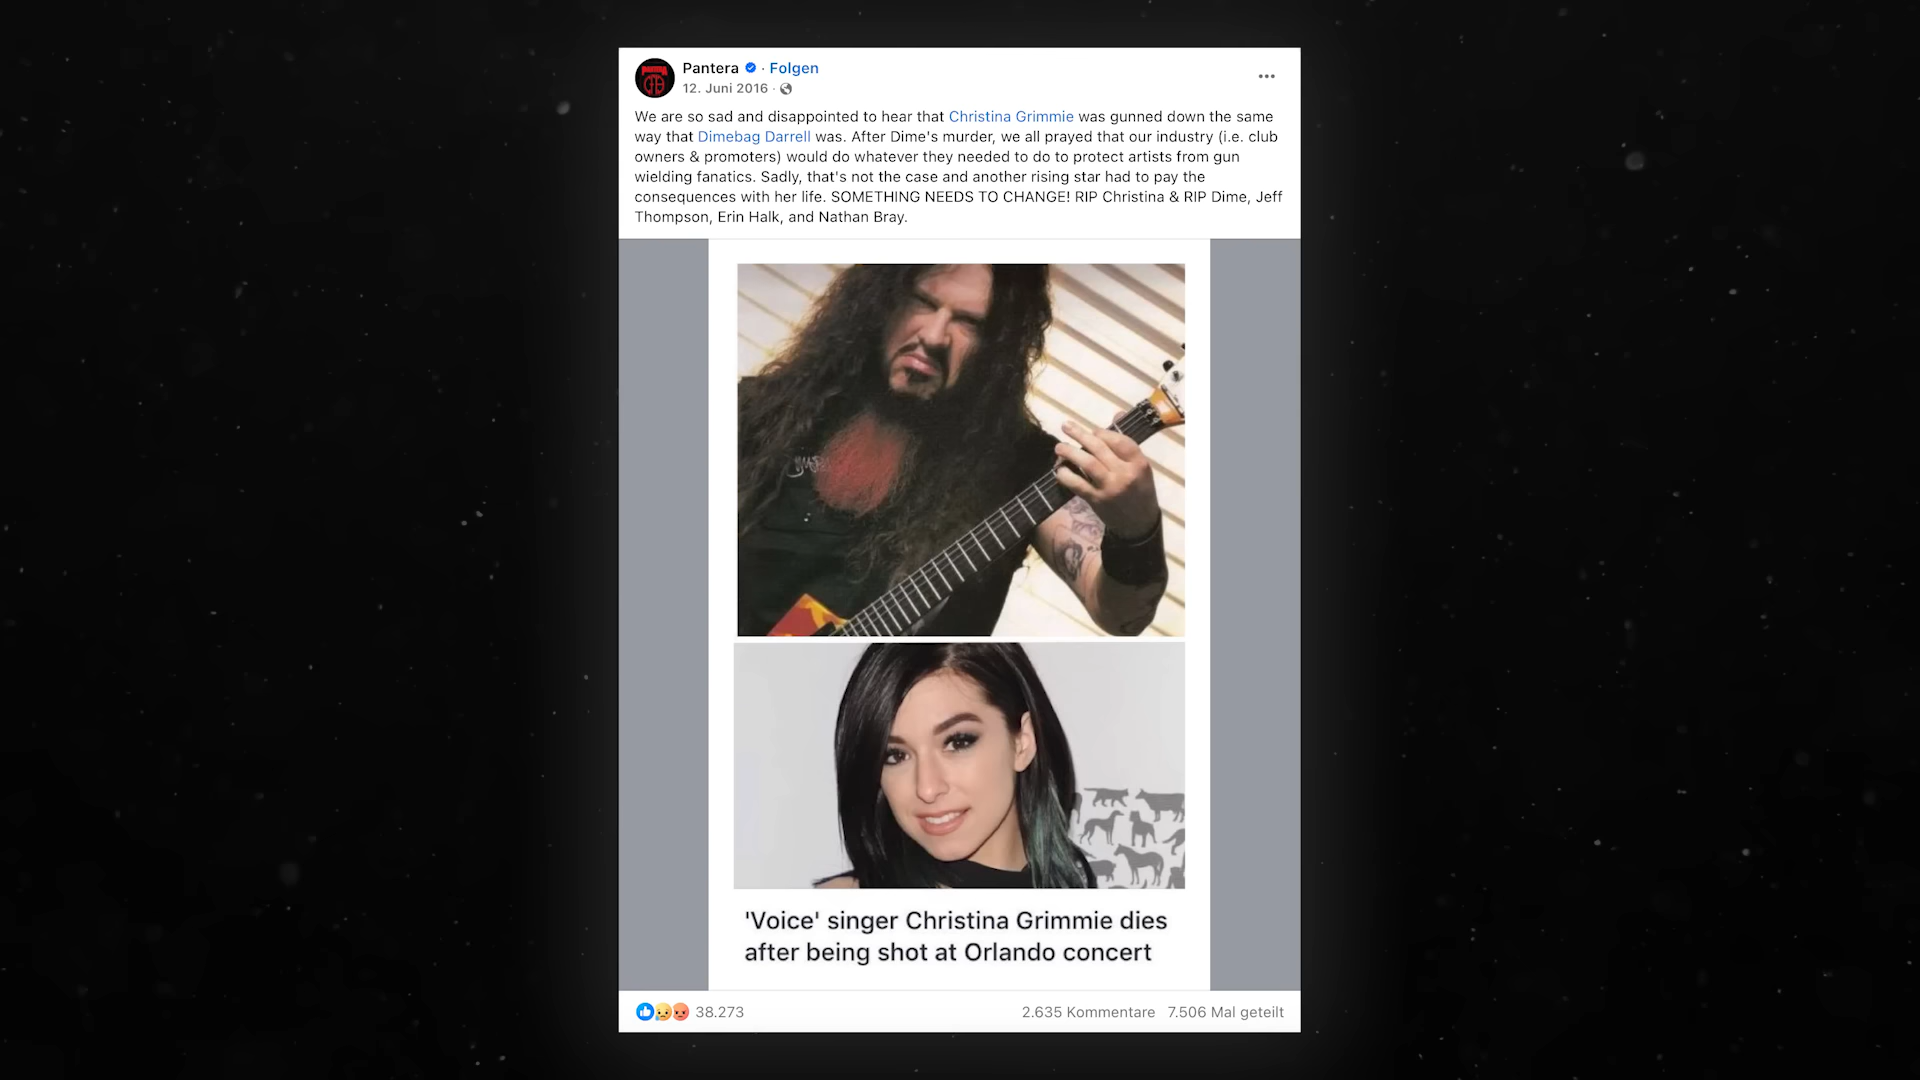 Pantera · Folgen
12. Juni 2016 ·
We are so sad and disappointed to hear that Christina Grimmie was gunned down the same
way that Dimebag Darrell was. After Dime's murder, we all prayed that our industry (i.e. club
owners & promoters) would do whatever they needed to do to protect artists from gun
wielding fanatics. Sadly, that's not the case and another rising star had to pay the
consequences with her life. SOMETHING NEEDS TO CHANGE! RIP Christina & RIP Dime, Jeff
Thompson, Erin Halk, and Nathan Bray.
'Voice' singer Christina Grimmie dies
after being shot at Orlando concert
38.273
2.635 Kommentare 7.506 Mal geteilt